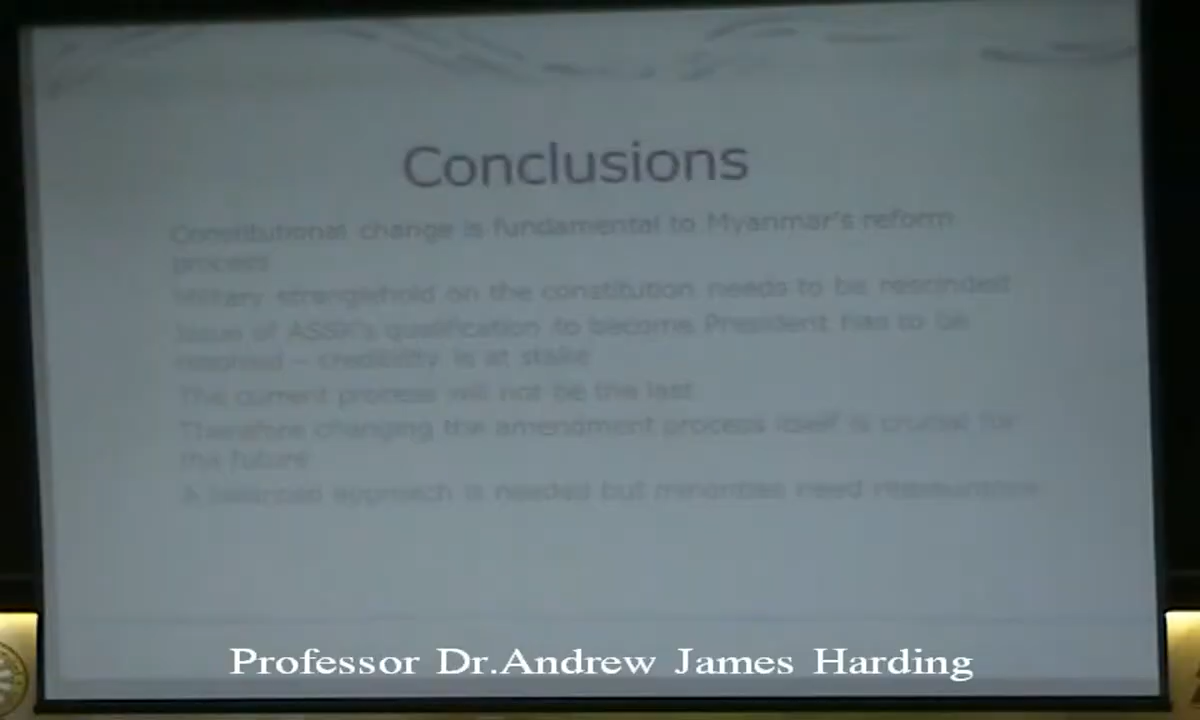 Conclusions
Constitutional change is fundamental to Myanmar's reform
process
Military stranglehold on the constitution needs to be rescinded
Issue of ASSK's qualification to become President has to be
resolved – credibility is at stake
The current process will not be the last
Therefore changing the amendment process itself is crucial for
the future
A balanced approach is needed but minorities need reassurance
Professor Dr.Andrew James Harding